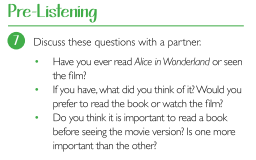 Pre-Listening
7 Discuss these questions with a partner.
• Have you ever read Alice in Wonderland or seen
the film?
• If you have, what did you think of it? Would you
prefer to read the book or watch the film?
• Do you think it is important to read a book
before seeing the movie version? Is one more
important than the other?